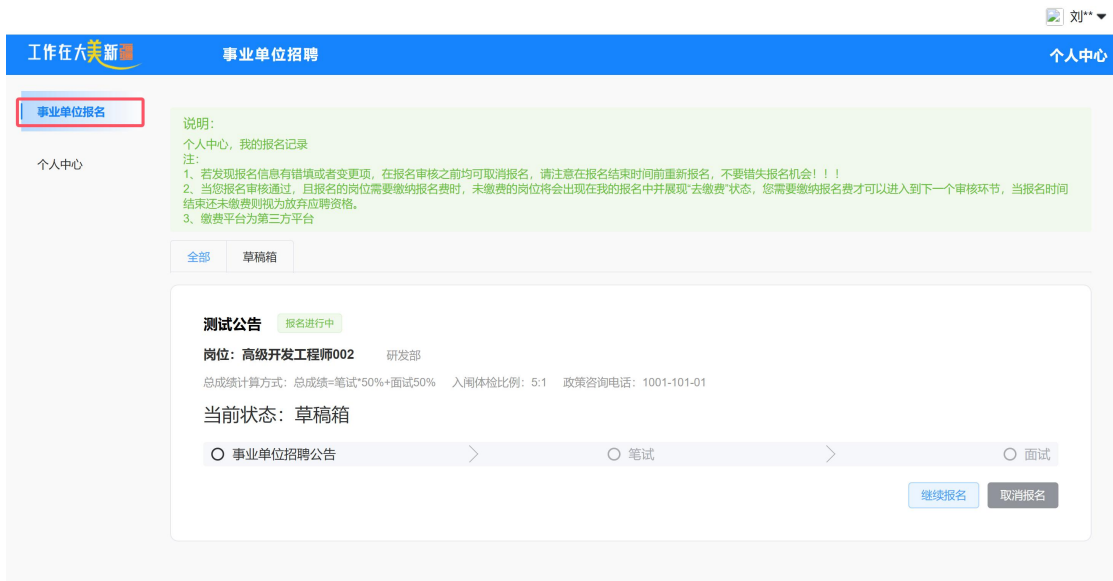 刘**
工作在大美新疆
事业单位招聘
个人中心
事业单位报名
个人中心
说明：
个人中心，我的报名记录
注：
1、若发现报名信息有错填或者变更项，在报名审核之前均可取消报名，请注意在报名结束时间前重新报名，不要错失报名机会！！！
2、当您报名审核通过，且报名的岗位需要缴纳报名费时，未缴费的岗位将会出现在我的报名中并展现“去缴费”状态，您需要缴纳报名费才可以进入到下一个审核环节，当报名时间
结束还未缴费则视为放弃应聘资格。
3、缴费平台为第三方平台
全部
草稿箱
测试公告 报名进行中
岗位：高级开发工程师002 研发部
总成绩计算方式：总成绩=笔试*50%+面试50% 入闱体检比例：5:1 政策咨询电话：1001-101-01
当前状态：草稿箱
事业单位招聘公告
笔试
面试
继续报名
取消报名